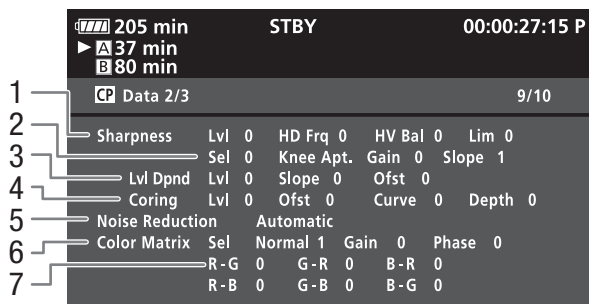 205 min STBY 00:00:27:15 P
A 37 min
B 80 min
CP Data 2/3 9/10
1 Sharpness Lvl 0 HD Frq 0 HV Bal 0 Lim 0
2 Sel 0 Knee Apt. Gain 0 Slope 1
3 Lvl Dpnd Lvl 0 Slope 0 Ofst 0
4 Coring Lvl 0 Ofst 0 Curve 0 Depth 0
5 Noise Reduction Automatic
6 Color Matrix Sel Normal 1 Gain 0 Phase 0
7 R-G 0 G-R 0 B-R 0
R-B 0 G-B 0 B-G 0